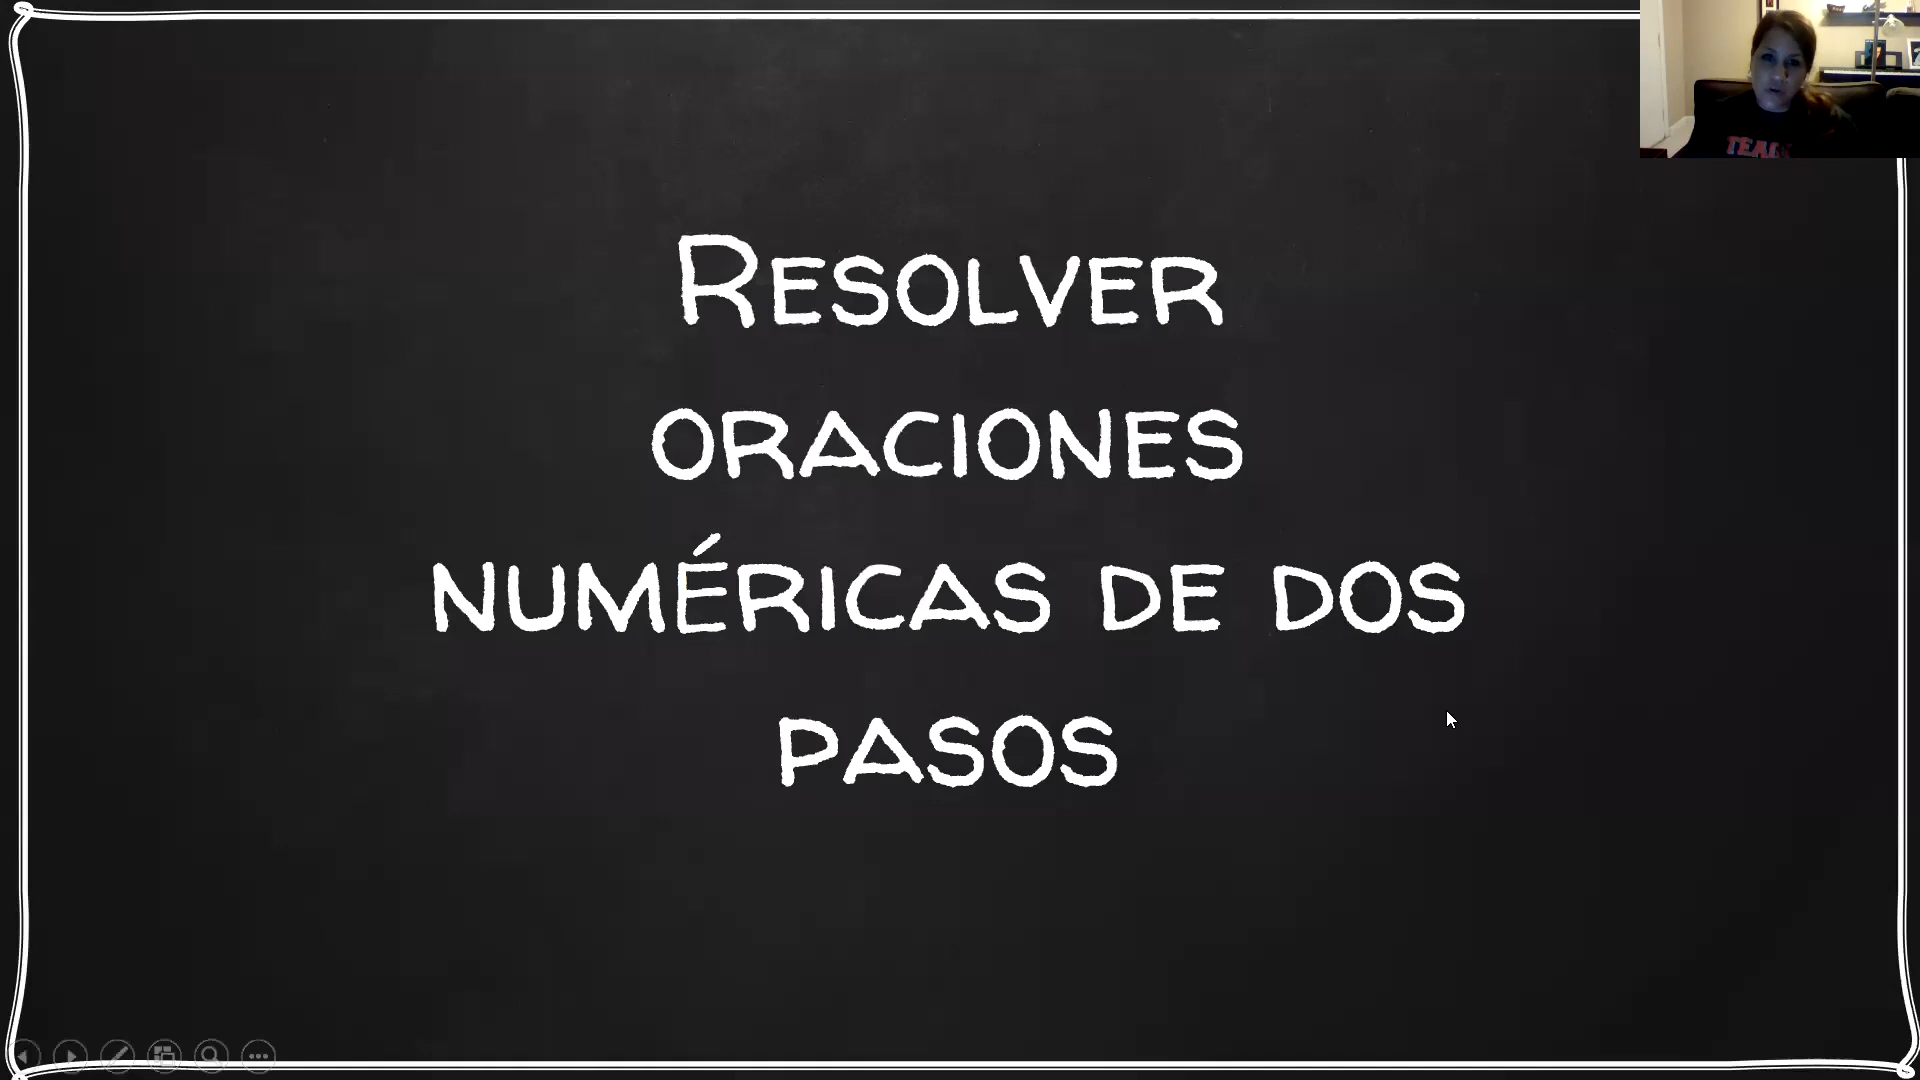 Resolver
oraciones
numéricas de dos
pasos